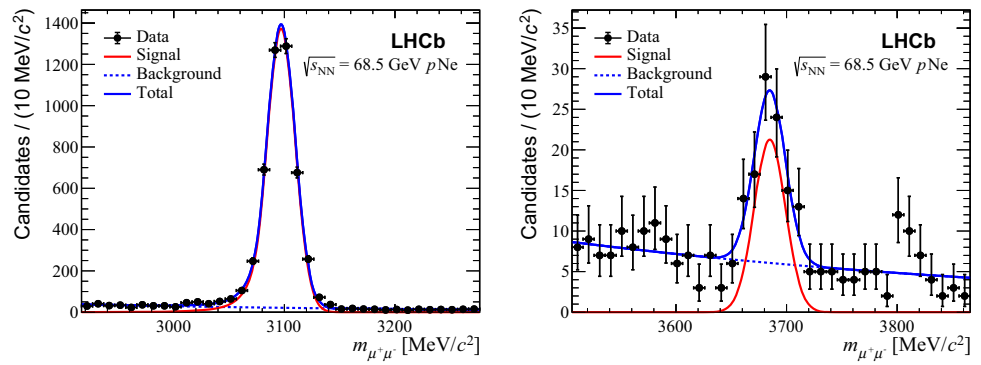 Candidates / (10 MeV/c²)
1400
1200
1000
800
600
400
200
0
Data
Signal
Background
Total
LHCb
√sNN = 68.5 GeV pNe
3000
3100
3200
mμ⁺μ⁻ [MeV/c²]
Candidates / (10 MeV/c²)
35
30
25
20
15
10
5
0
Data
Signal
Background
Total
LHCb
√sNN = 68.5 GeV pNe
3600
3700
3800
mμ⁺μ⁻ [MeV/c²]